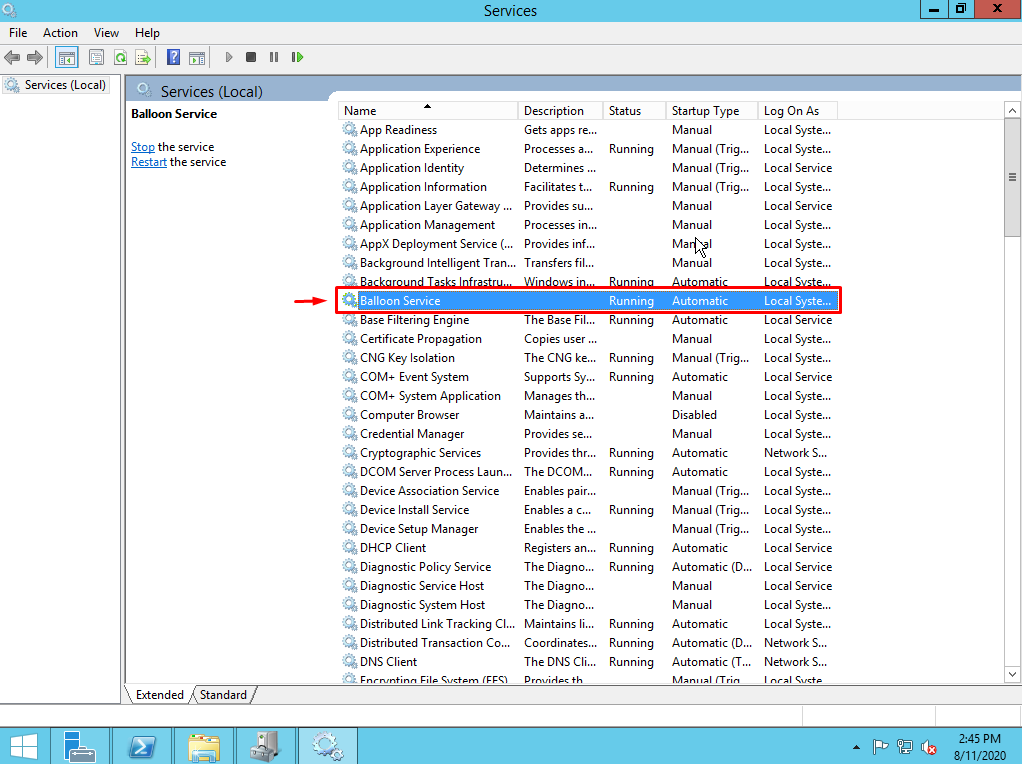 Services
File Action View Help
Services (Local)
Services (Local)
Balloon Service
Stop the service
Restart the service
Name Description Status Startup Type Log On As
App Readiness Gets apps re... Manual Local Syste...
Application Experience Processes a... Running Manual (Trig... Local Syste...
Application Identity Determines ... Manual (Trig... Local Service
Application Information Facilitates t... Running Manual (Trig... Local Syste...
Application Layer Gateway ... Provides su... Manual Local Service
Application Management Processes in... Manual Local Syste...
AppX Deployment Service (... Provides inf... Manual Local Syste...
Background Intelligent Tran... Transfers fil... Manual Local Syste...
Background Tasks Infrastru... Windows in... Running Automatic Local Syste...
Balloon Service Running Automatic Local Syste...
Base Filtering Engine The Base Fil... Running Automatic Local Service
Certificate Propagation Copies user ... Manual Local Syste...
CNG Key Isolation The CNG ke... Running Manual (Trig... Local Syste...
COM+ Event System Supports Sy... Running Automatic Local Service
COM+ System Application Manages th... Manual Local Syste...
Computer Browser Maintains a... Disabled Local Syste...
Credential Manager Provides se... Manual Local Syste...
Cryptographic Services Provides thr... Running Automatic Network S...
DCOM Server Process Laun... The DCOM... Running Automatic Local Syste...
Device Association Service Enables pair... Manual (Trig... Local Syste...
Device Install Service Enables a c... Running Manual (Trig... Local Syste...
Device Setup Manager Enables the ... Manual (Trig... Local Syste...
DHCP Client Registers an... Running Automatic Local Service
Diagnostic Policy Service The Diagno... Running Automatic (D... Local Service
Diagnostic Service Host The Diagno... Manual Local Service
Diagnostic System Host The Diagno... Manual Local Syste...
Distributed Link Tracking Cl... Maintains li... Running Automatic Local Syste...
Distributed Transaction Co... Coordinates... Running Automatic (D... Network S...
DNS Client The DNS Cli... Running Automatic (T... Network S...
Encrypting File System (EFS) Provides th... Manual (Trig... Local Syste...
Extended Standard
2:45 PM
8/11/2020